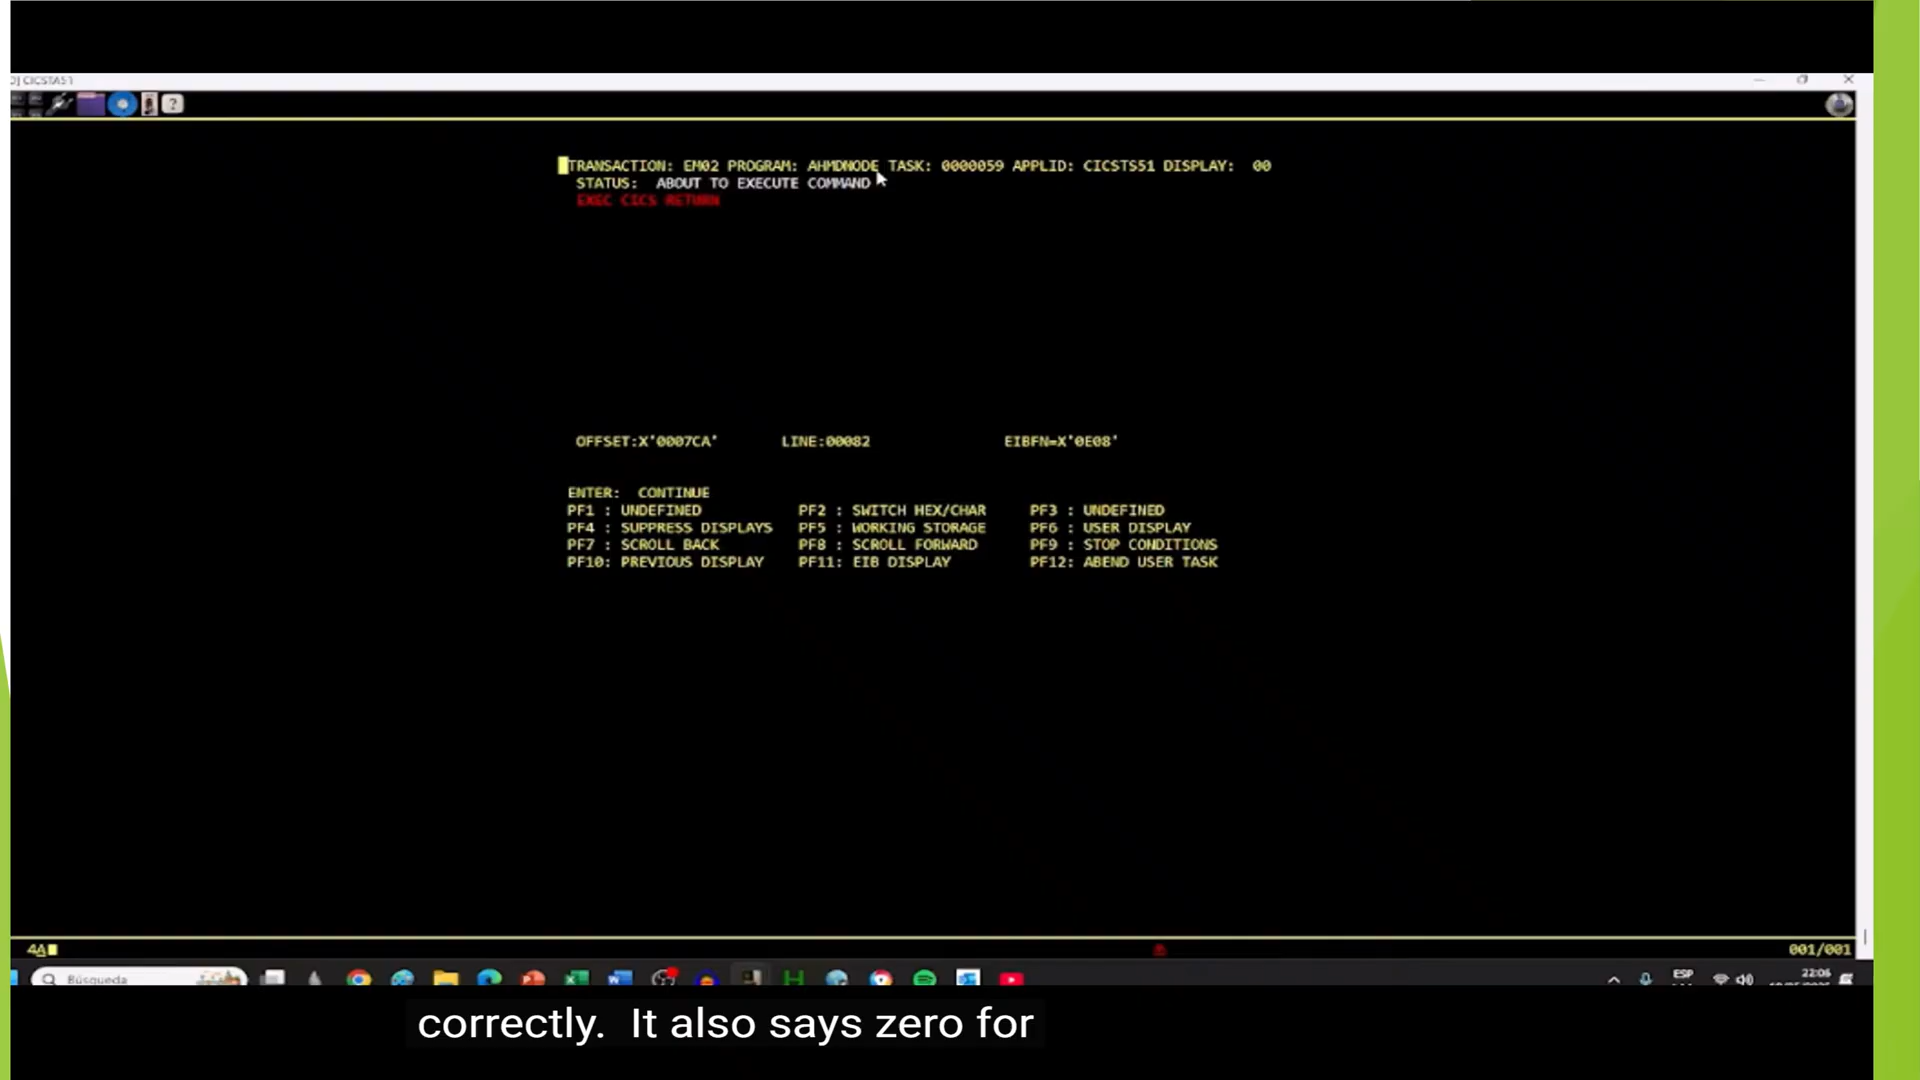 CICSTA51
?
TRANSACTION: EM02 PROGRAM: AHMDNODE TASK: 0000059 APPLID: CICSTS51 DISPLAY: 00
STATUS: ABOUT TO EXECUTE COMMAND
EXEC CICS RETURN
OFFSET:X'0007CA' LINE:00082 EIBFN=X'0E08'
ENTER: CONTINUE
PF1 : UNDEFINED PF2 : SWITCH HEX/CHAR PF3 : UNDEFINED
PF4 : SUPPRESS DISPLAYS PF5 : WORKING STORAGE PF6 : USER DISPLAY
PF7 : SCROLL BACK PF8 : SCROLL FORWARD PF9 : STOP CONDITIONS
PF10: PREVIOUS DISPLAY PF11: EIB DISPLAY PF12: ABEND USER TASK
4A 001/001
Búsqueda ESP 22:06
correctly. It also says zero for